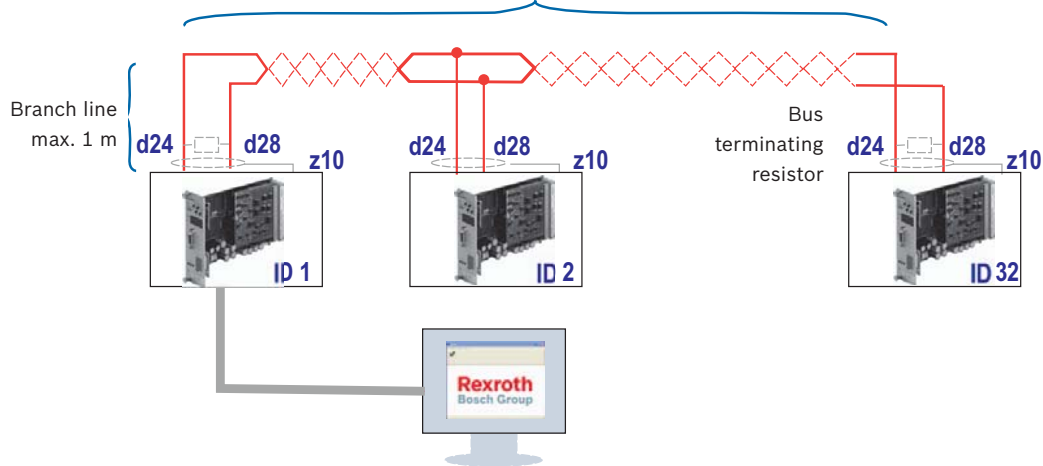 Branch line
max. 1 m
d24
d28
z10
d24
d28
z10
Bus
terminating
resistor
d24
d28
z10
ID 1
ID 2
ID 32
Rexroth
Bosch Group